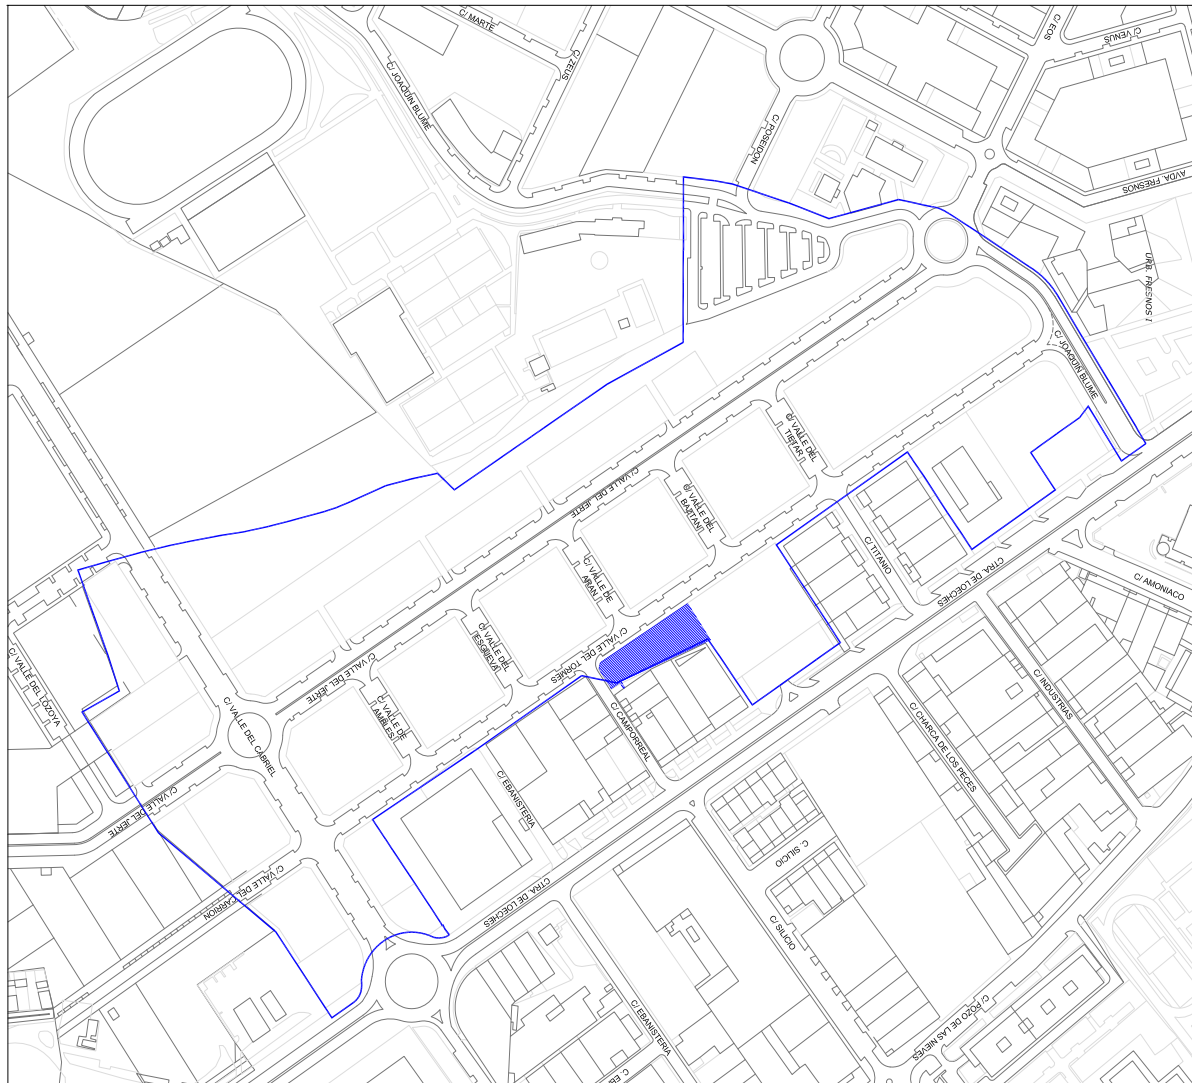 C/ MARTE
C/ EOS
C/ VENUS
C/ ZEUS
C/ JOAQUIN BLUME
C/ POSEIDON
AVDA. FRESNOS
URB. FRESNOS I
C/ JOAQUIN BLUME
C/ VALLE DEL
TIETAR
C/ VALLE DEL JERTE
C/ VALLE DEL
BAZTAN
C/ TITANIO
CTRA. DE LOECHES
C/ AMONIACO
C/ VALLE DE
ARAN
C/ VALLE DEL
ESGUEVA
C/ VALLE DEL TORMES
C/ VALLE DEL LOZOYA
C/ VALLE DEL JERTE
C/ VALLE DE
AMBLES
C/ VALLE DEL CABRIEL
C/ CAMPORREAL
C/ INDUSTRIAS
C/ CHARCA DE LOS PECES
C/ VALLE DEL JERTE
C/ EBANISTERIA
C. SILICIO
C/ VALLE DEL CARRION
CTRA. DE LOECHES
C/ SILICIO
C/ EBANISTERIA
C/ POZO DE LAS NIEVES
C. EB